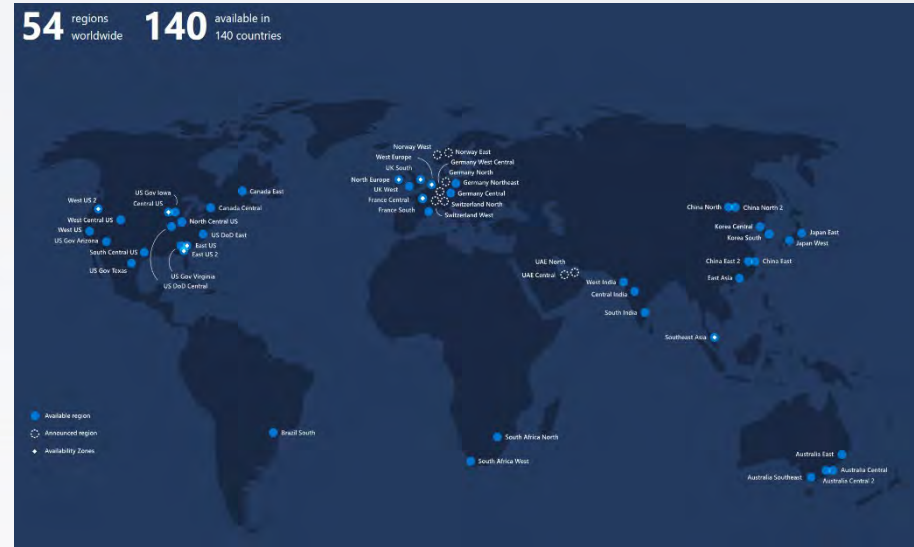 54 regions worldwide
140 available in 140 countries
Norway West
Norway East
West Europe
Germany West Central
UK South
Germany North
North Europe
Germany Northeast
UK West
Germany Central
France Central
Switzerland North
France South
Switzerland West
US Gov Iowa
Canada East
West US 2
Central US
Canada Central
West Central US
North Central US
West US
US DoD East
US Gov Arizona
East US
South Central US
East US 2
US Gov Texas
US Gov Virginia
US DoD Central
China North
China North 2
Korea Central
Japan East
Korea South
Japan West
UAE North
China East 2
China East
UAE Central
West India
East Asia
Central India
South India
Southeast Asia
Available region
Announced region
Availability Zones
Brazil South
South Africa North
South Africa West
Australia East
Australia Central
Australia Southeast
Australia Central 2